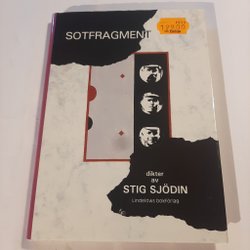 SOTFRAGMENT
dikter
av
STIG SJÖDIN
Lindelöws bokförlag